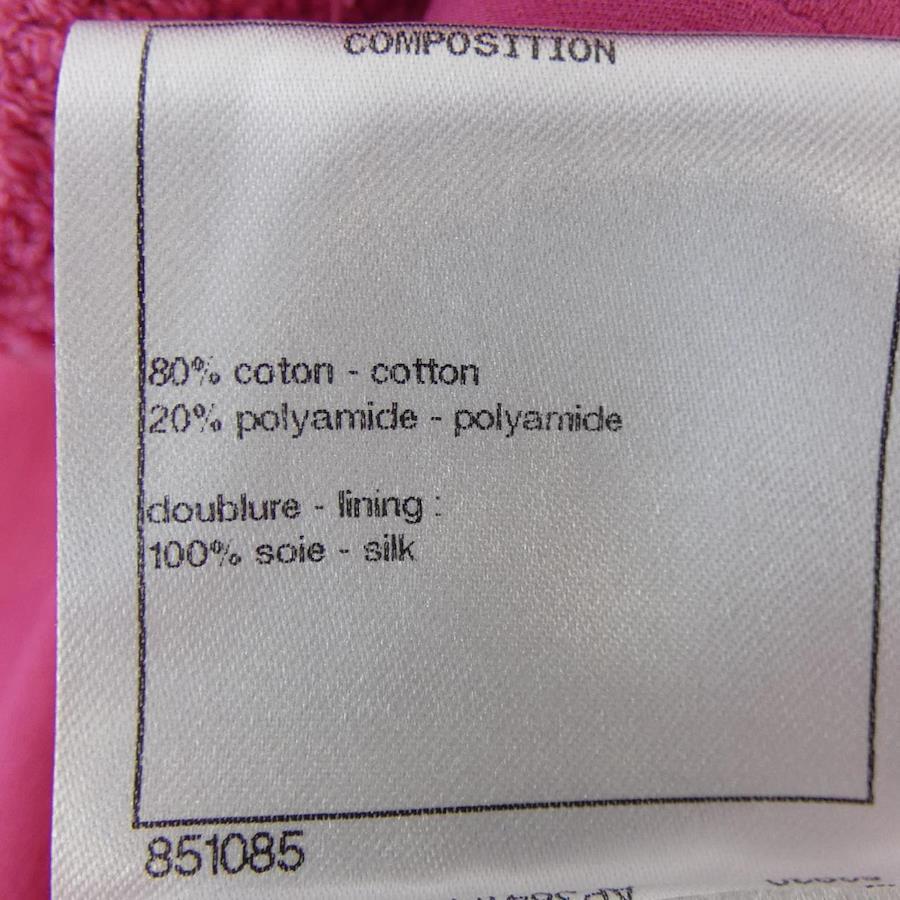 COMPOSITION
80% coton - cotton
20% polyamide - polyamide
doublure - lining :
100% soie - silk
851085